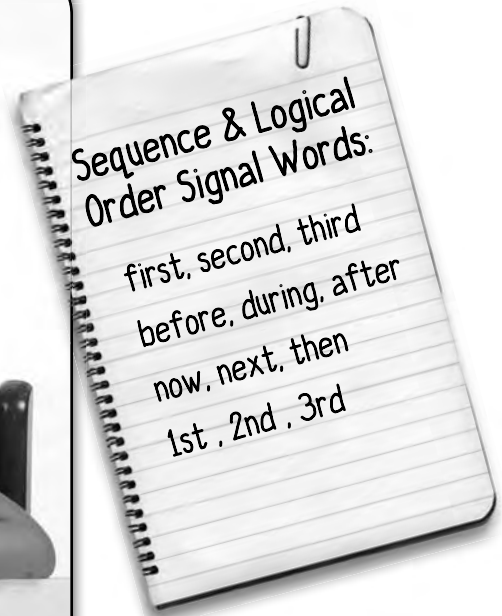 Sequence & Logical
Order Signal Words:
first, second, third
before, during, after
now, next, then
1st , 2nd , 3rd